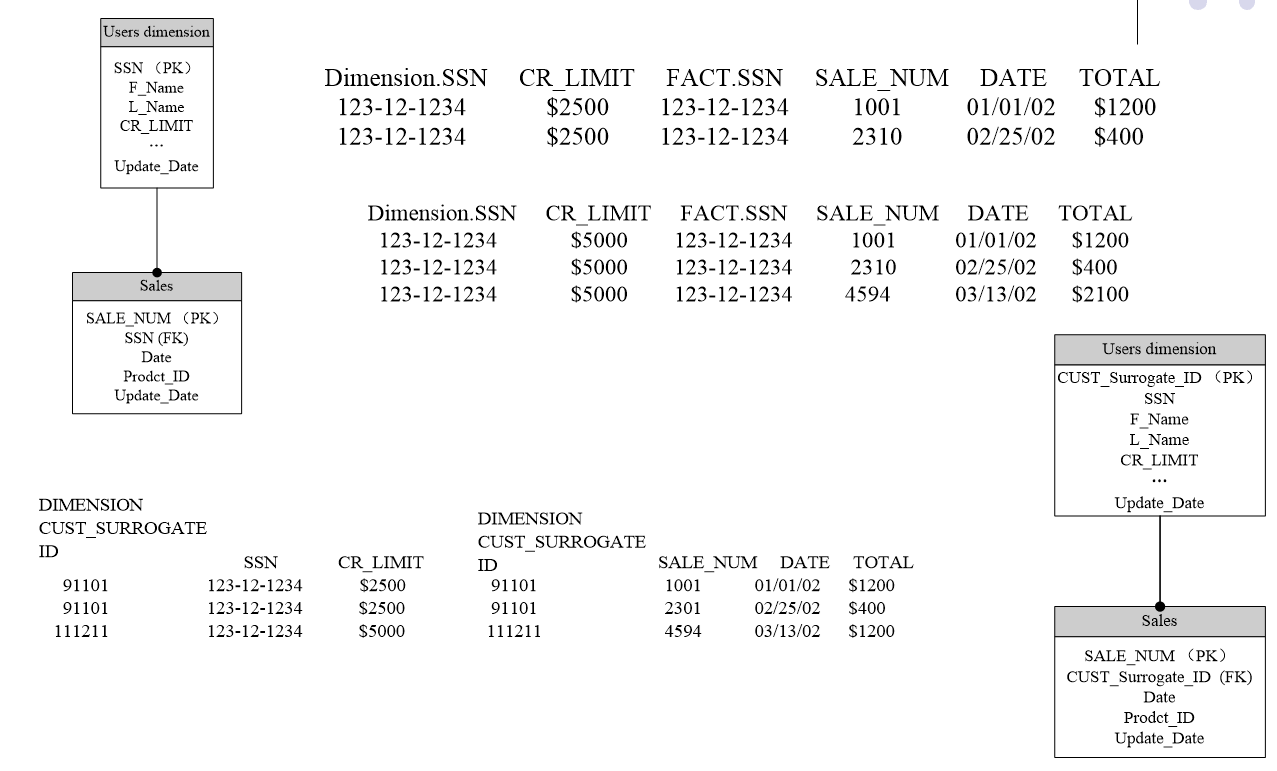 Users dimension
SSN （PK）
F_Name
L_Name
CR_LIMIT
...
Update_Date
Sales
SALE_NUM （PK）
SSN (FK)
Date
Prodct_ID
Update_Date
Dimension.SSN CR_LIMIT FACT.SSN SALE_NUM DATE TOTAL
123-12-1234 $2500 123-12-1234 1001 01/01/02 $1200
123-12-1234 $2500 123-12-1234 2310 02/25/02 $400
Dimension.SSN CR_LIMIT FACT.SSN SALE_NUM DATE TOTAL
123-12-1234 $5000 123-12-1234 1001 01/01/02 $1200
123-12-1234 $5000 123-12-1234 2310 02/25/02 $400
123-12-1234 $5000 123-12-1234 4594 03/13/02 $2100
Users dimension
CUST_Surrogate_ID （PK）
SSN
F_Name
L_Name
CR_LIMIT
...
Update_Date
Sales
SALE_NUM （PK）
CUST_Surrogate_ID (FK)
Date
Prodct_ID
Update_Date
DIMENSION
CUST_SURROGATE
ID SSN CR_LIMIT
DIMENSION
CUST_SURROGATE
ID SALE_NUM DATE TOTAL
91101 123-12-1234 $2500 91101 1001 01/01/02 $1200
91101 123-12-1234 $2500 91101 2301 02/25/02 $400
111211 123-12-1234 $5000 111211 4594 03/13/02 $1200